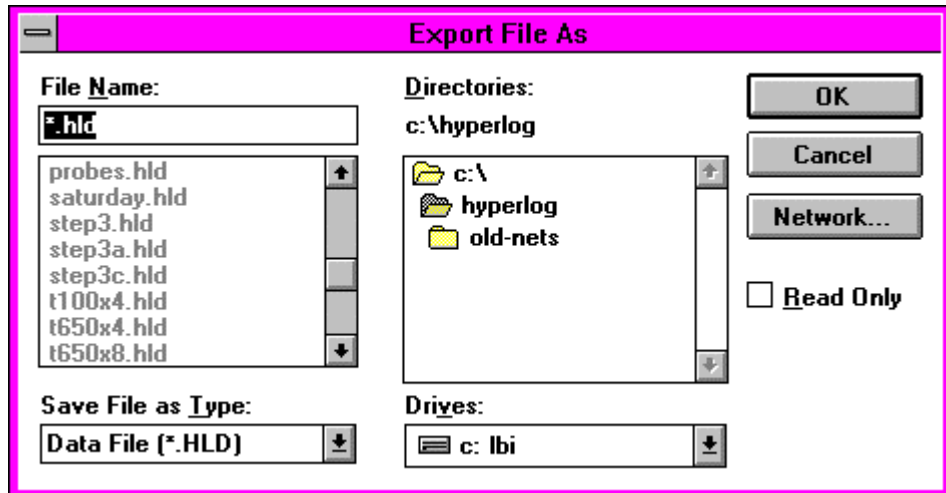 Export File As
File Name:
*.hld
probes.hld
saturday.hld
step3.hld
step3a.hld
step3c.hld
t100x4.hld
t650x4.hld
t650x8.hld
Save File as Type:
Data File (*.HLD)
Directories:
c:\hyperlog
c:\
hyperlog
old-nets
Drives:
c: lbi
OK
Cancel
Network...
Read Only